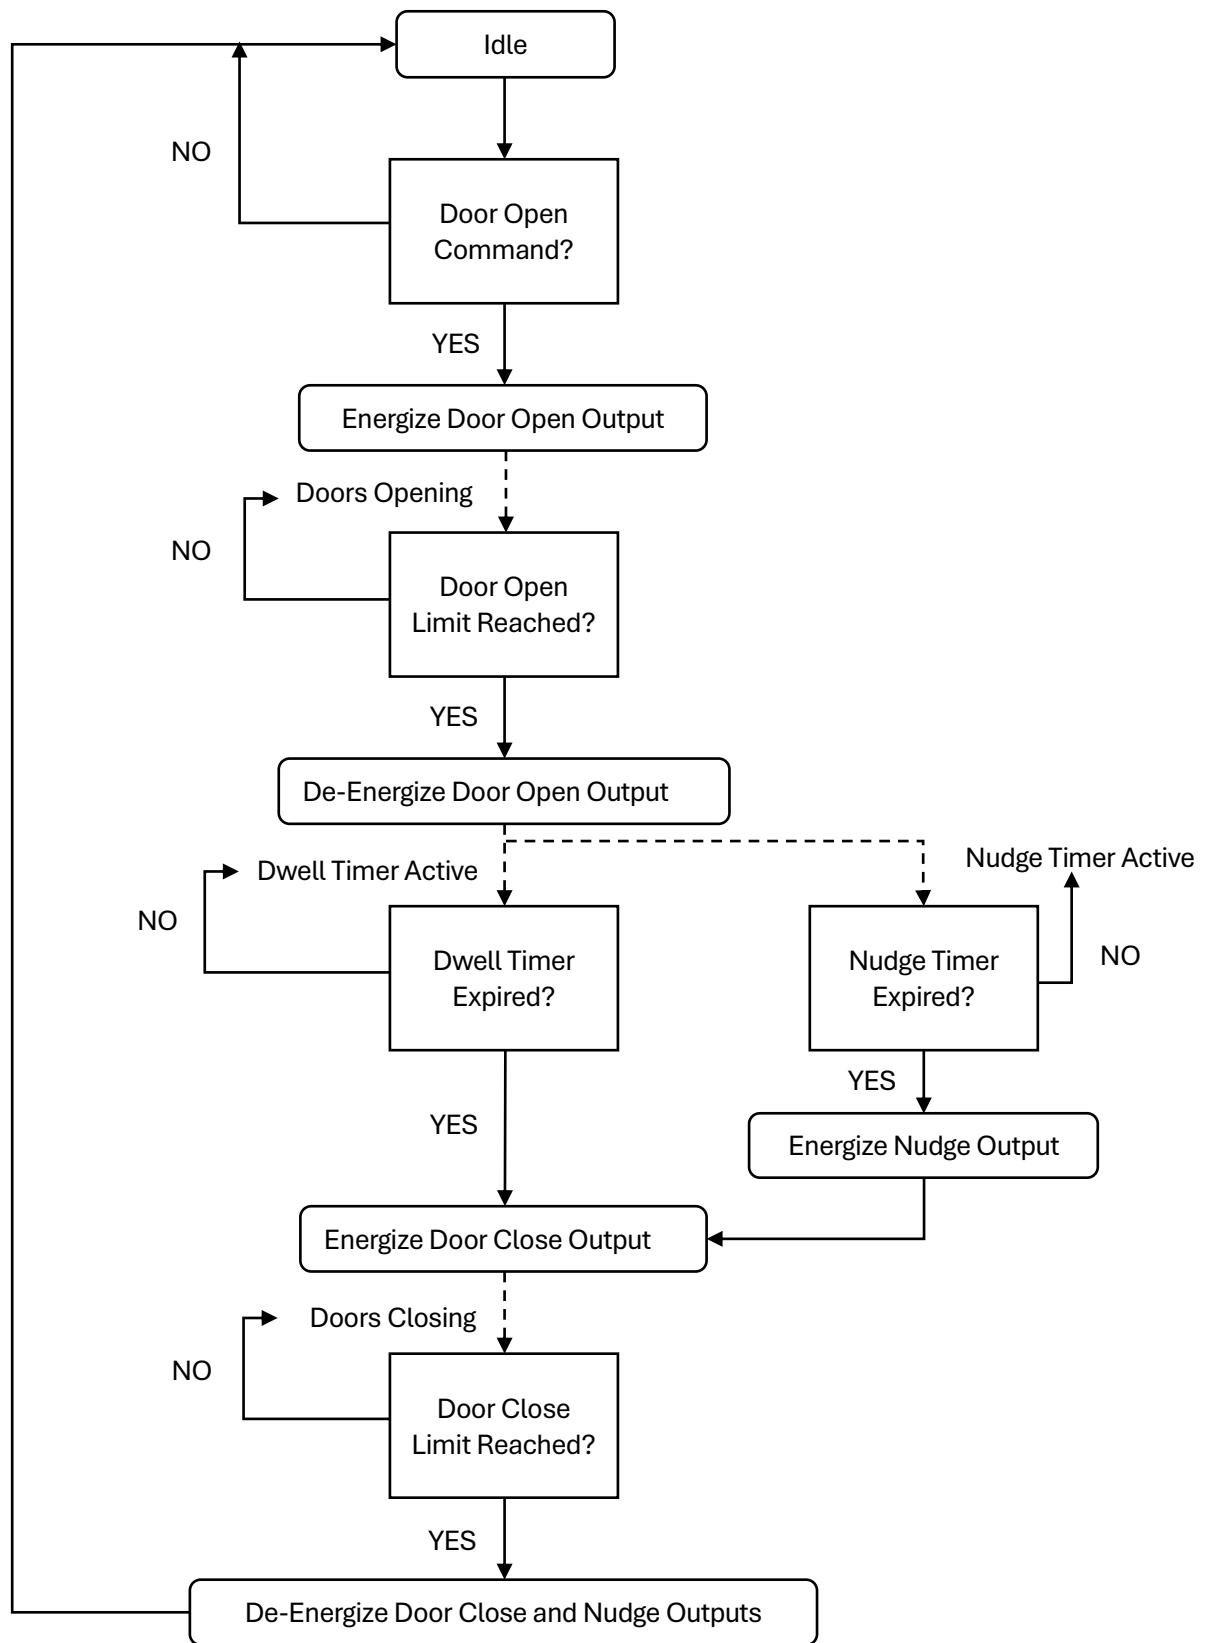 Idle
NO
Door Open
Command?
YES
Energize Door Open Output
Doors Opening
NO
Door Open
Limit Reached?
YES
De-Energize Door Open Output
Dwell Timer Active
Nudge Timer Active
NO
Dwell Timer
Expired?
Nudge Timer
Expired?
NO
YES
YES
Energize Nudge Output
Energize Door Close Output
Doors Closing
NO
Door Close
Limit Reached?
YES
De-Energize Door Close and Nudge Outputs